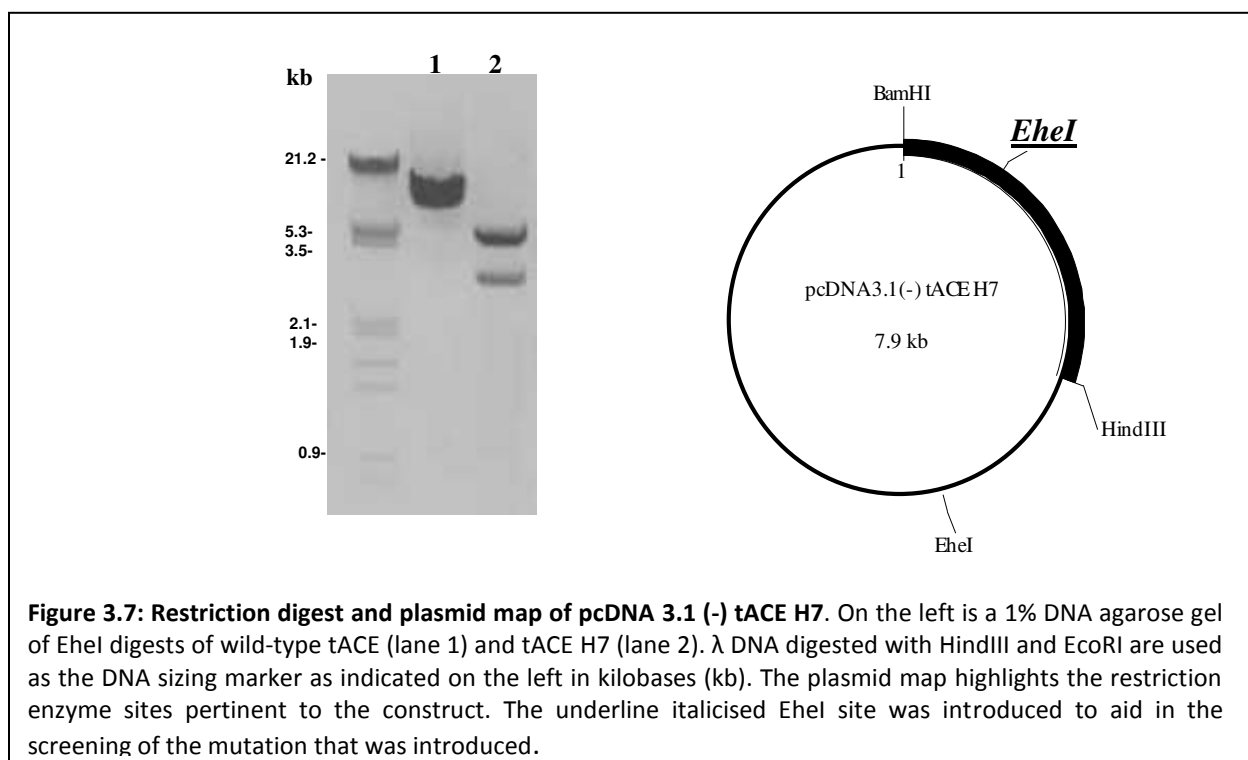 1 2
kb
21.2 -
5.3-
3.5-
2.1-
1.9-
0.9-
BamHI
EheI
1
pcDNA3.1(-) tACE H7
7.9 kb
HindIII
EheI
Figure 3.7: Restriction digest and plasmid map of pcDNA 3.1 (-) tACE H7. On the left is a 1% DNA agarose gel
of EheI digests of wild-type tACE (lane 1) and tACE H7 (lane 2). λ DNA digested with HindIII and EcoRI are used
as the DNA sizing marker as indicated on the left in kilobases (kb). The plasmid map highlights the restriction
enzyme sites pertinent to the construct. The underline italicised EheI site was introduced to aid in the
screening of the mutation that was introduced.